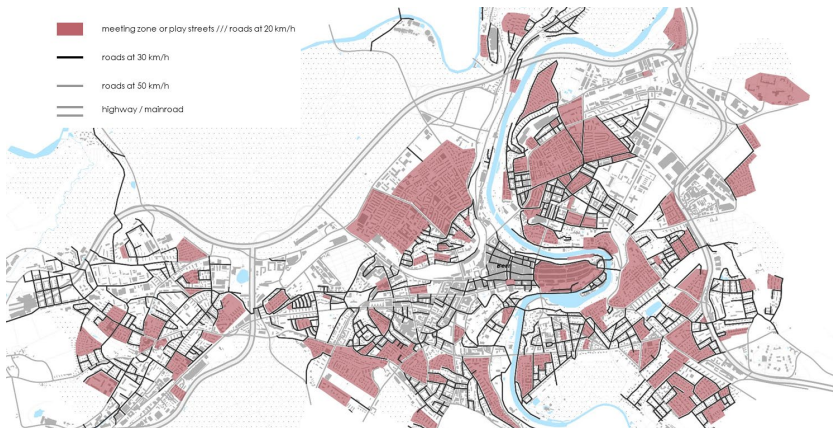 meeting zone or play streets /// roads at 20 km/h
roads at 30 km/h
roads at 50 km/h
highway / mainroad